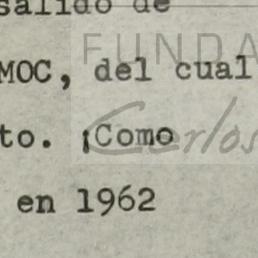 salido de
MOC, del cual
to. ¡Como
en 1962
FUNDA
Carlos